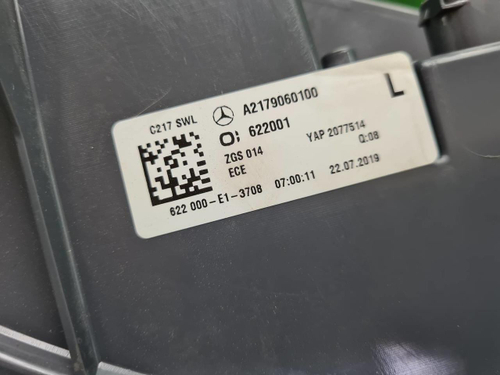 C217 SWL A2179060100 L
622001 YAP 2077514
ZGS 014 Q:08
ECE
622 000-E1-3708 07:00:11 22.07.2019